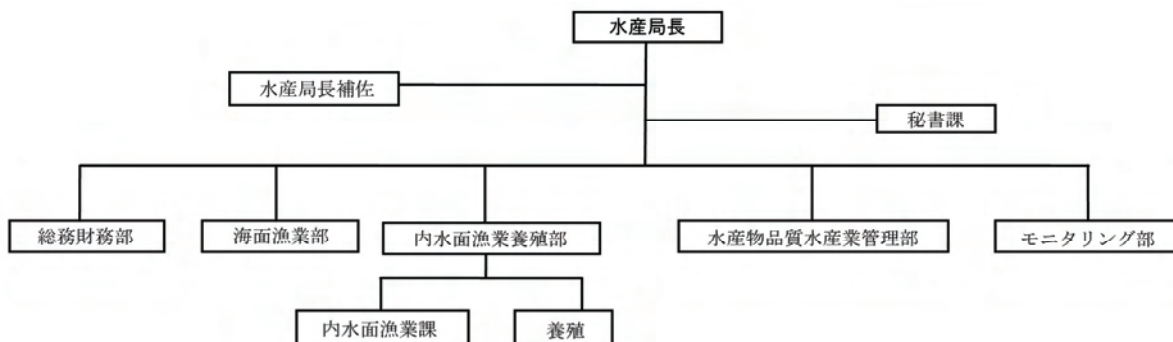 水産局長
水産局長補佐
秘書課
総務財務部
海面漁業部
内水面漁業養殖部
水産物品質水産業管理部
モニタリング部
内水面漁業課
養殖